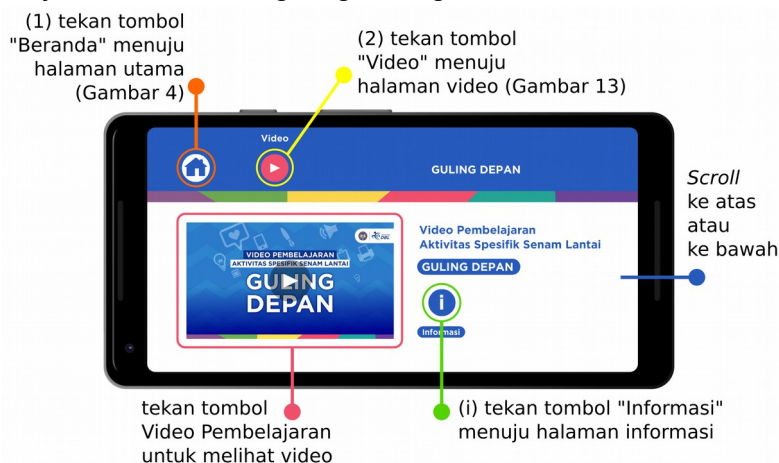 (1) tekan tombol
"Beranda" menuju
halaman utama
(Gambar 4)
(2) tekan tombol
"Video" menuju
halaman video (Gambar 13)
Video
GULING DEPAN
Scroll
ke atas
atau
ke bawah
VIDEO PEMBELAJARAN
AKTIVITAS SPESIFIK SENAM LANTAI
GULING
DEPAN
Video Pembelajaran
Aktivitas Spesifik Senam Lantai
GULING DEPAN
i
Informasi
tekan tombol
Video Pembelajaran
untuk melihat video
(i) tekan tombol "Informasi"
menuju halaman informasi